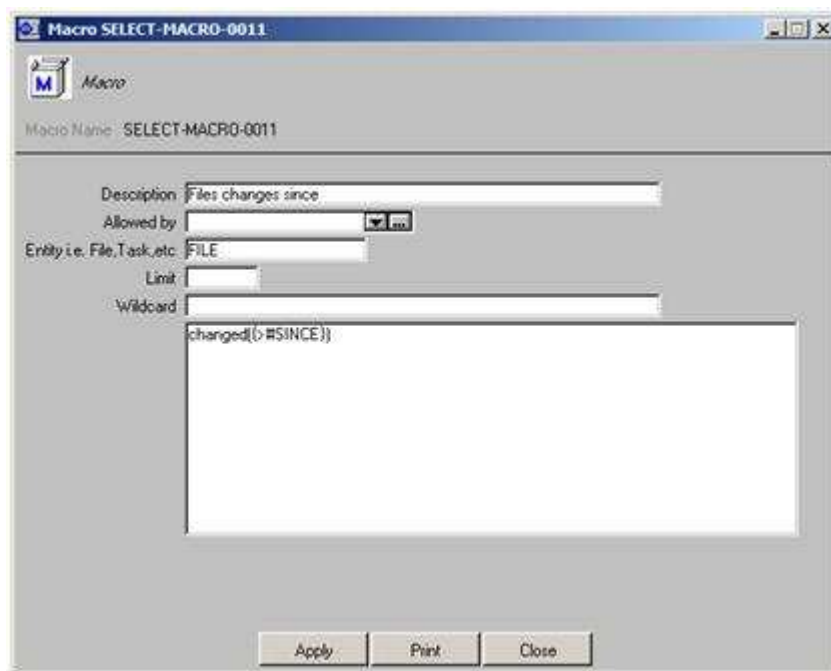 Macro SELECT-MACRO-0011
M Macro
Macro Name SELECT-MACRO-0011
Description Files changes since
Allowed by
Entity i.e. File,Task,etc FILE
Limit
Wildcard
changed({>#SINCE})
Apply Print Close